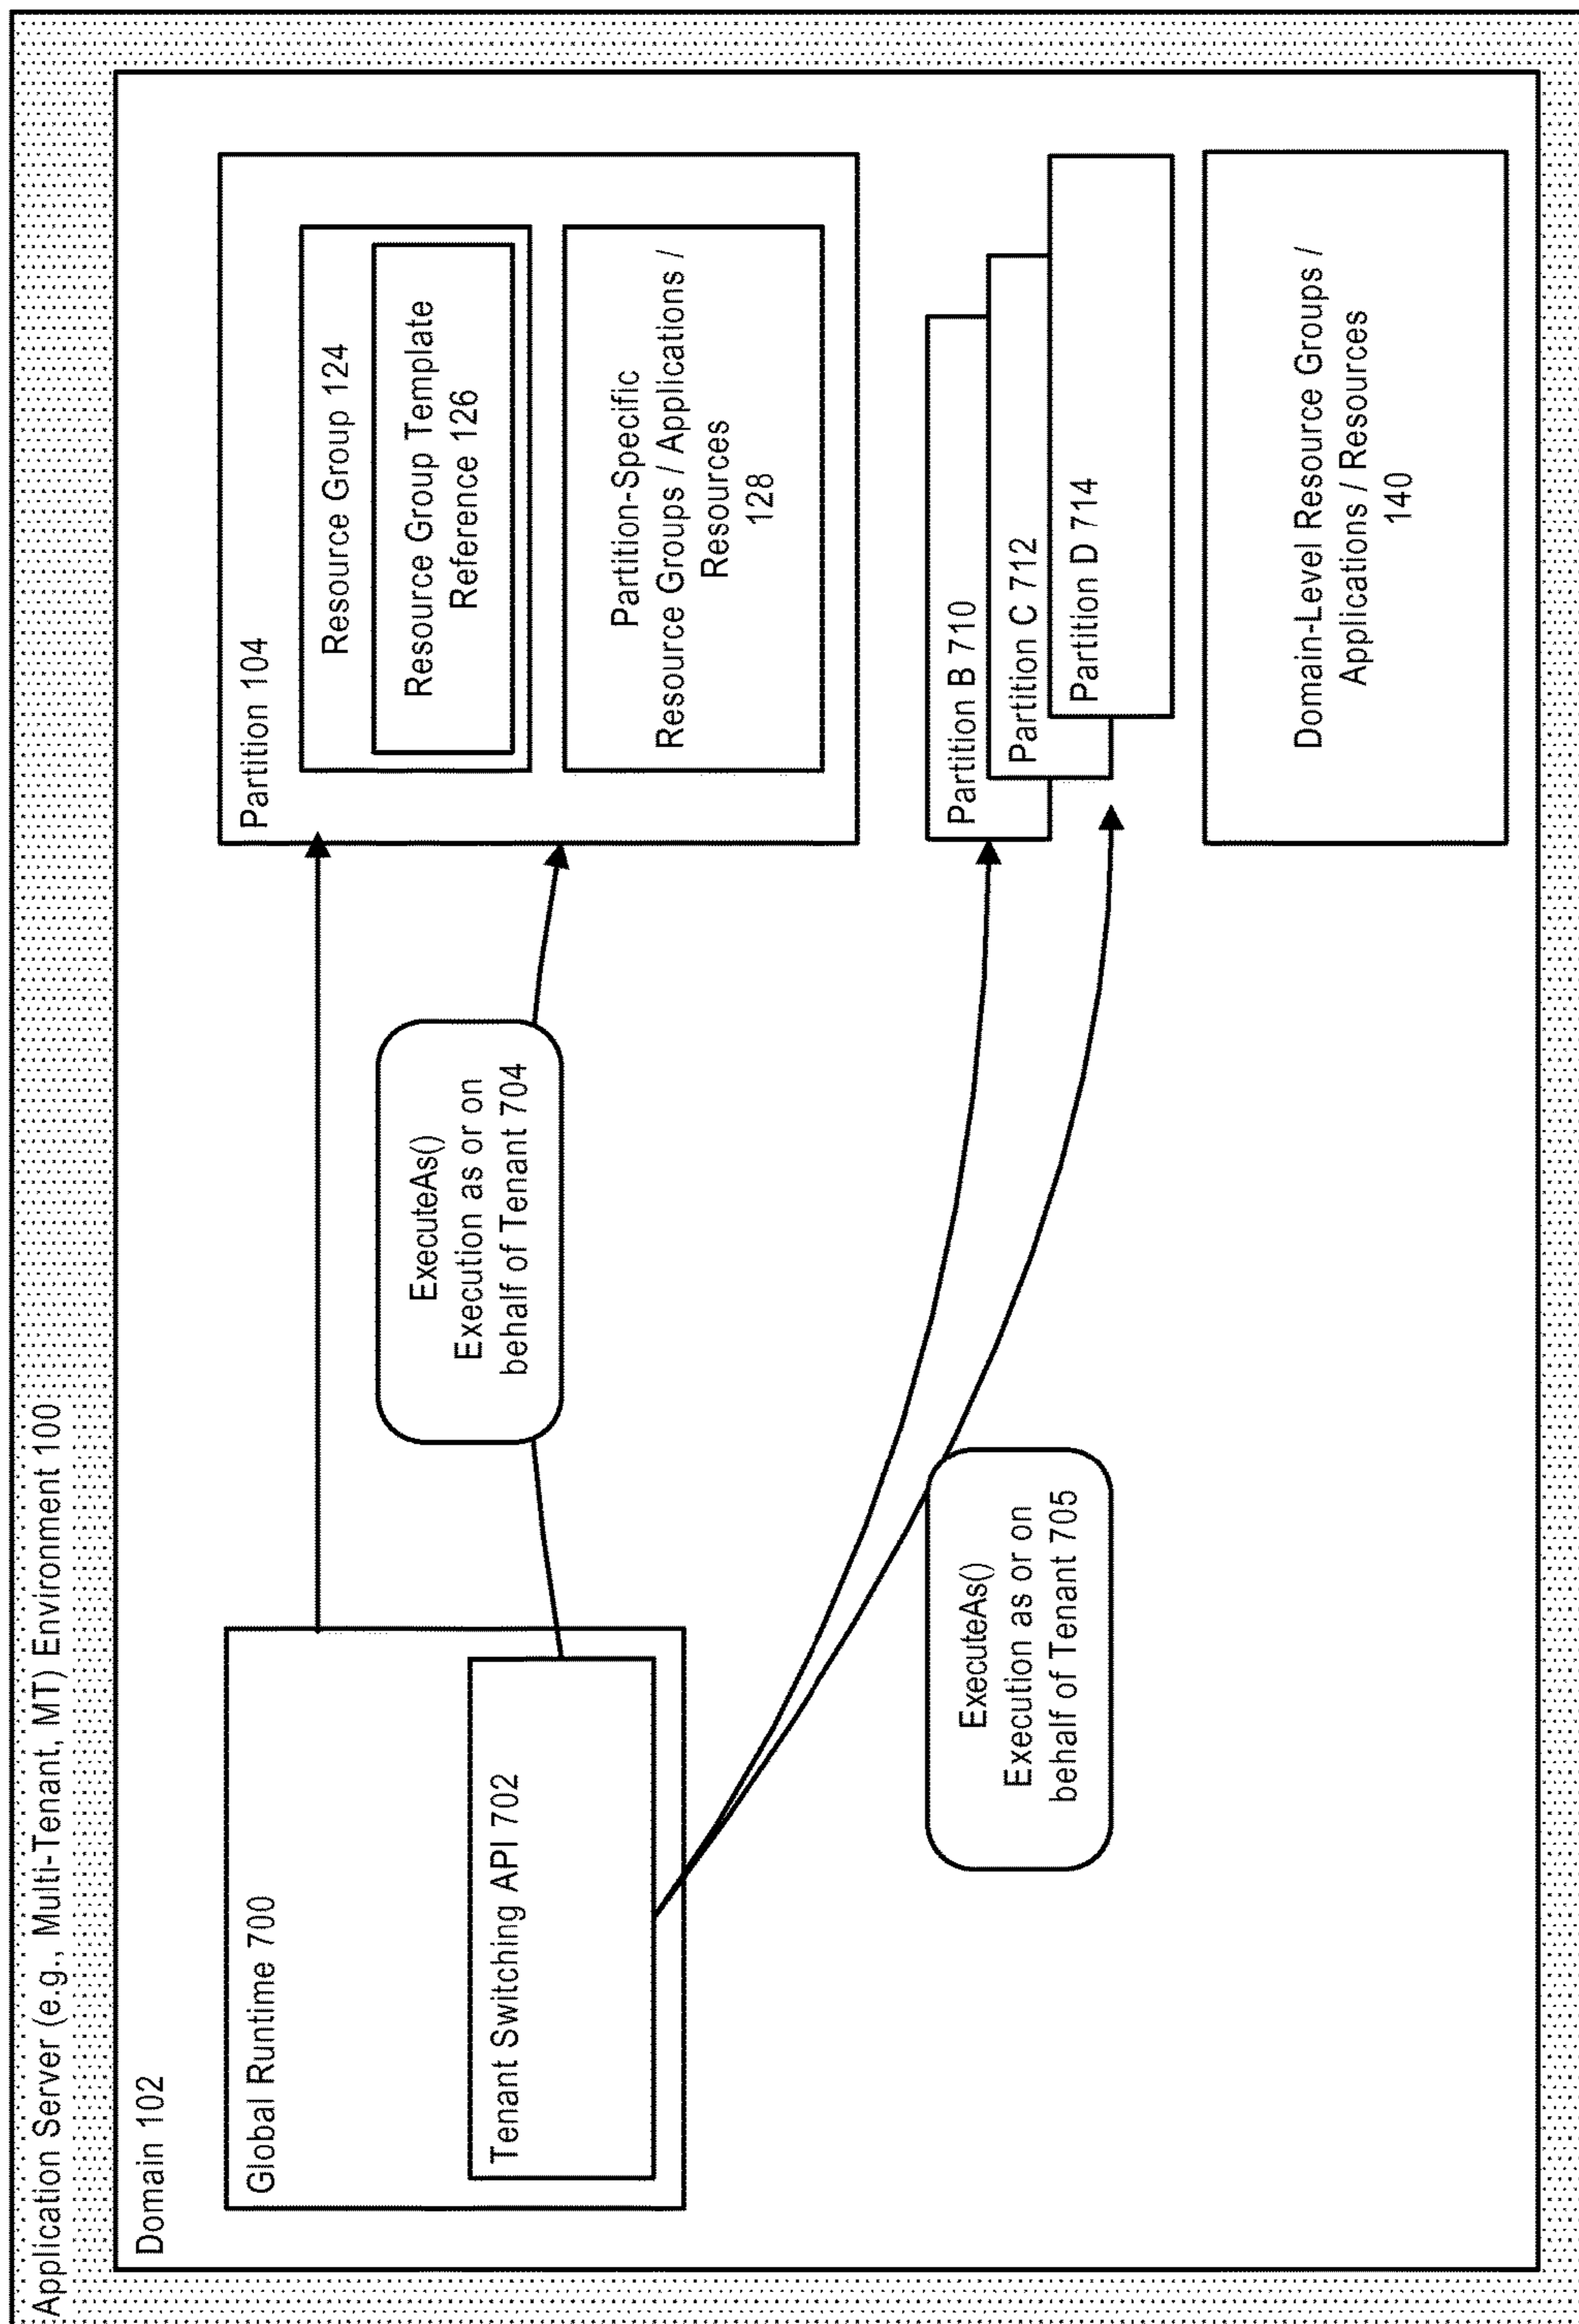 Application Server (e.g., Multi-Tenant, MT) Environment 100
Domain 102
Global Runtime 700
Tenant Switching API 702
ExecuteAs()
Execution as or on
behalf of Tenant 704
ExecuteAs()
Execution as or on
behalf of Tenant 705
Partition 104
Resource Group 124
Resource Group Template
Reference 126
Partition-Specific
Resource Groups / Applications /
Resources
128
Partition B 710
Partition C 712
Partition D 714
Domain-Level Resource Groups /
Applications / Resources
140